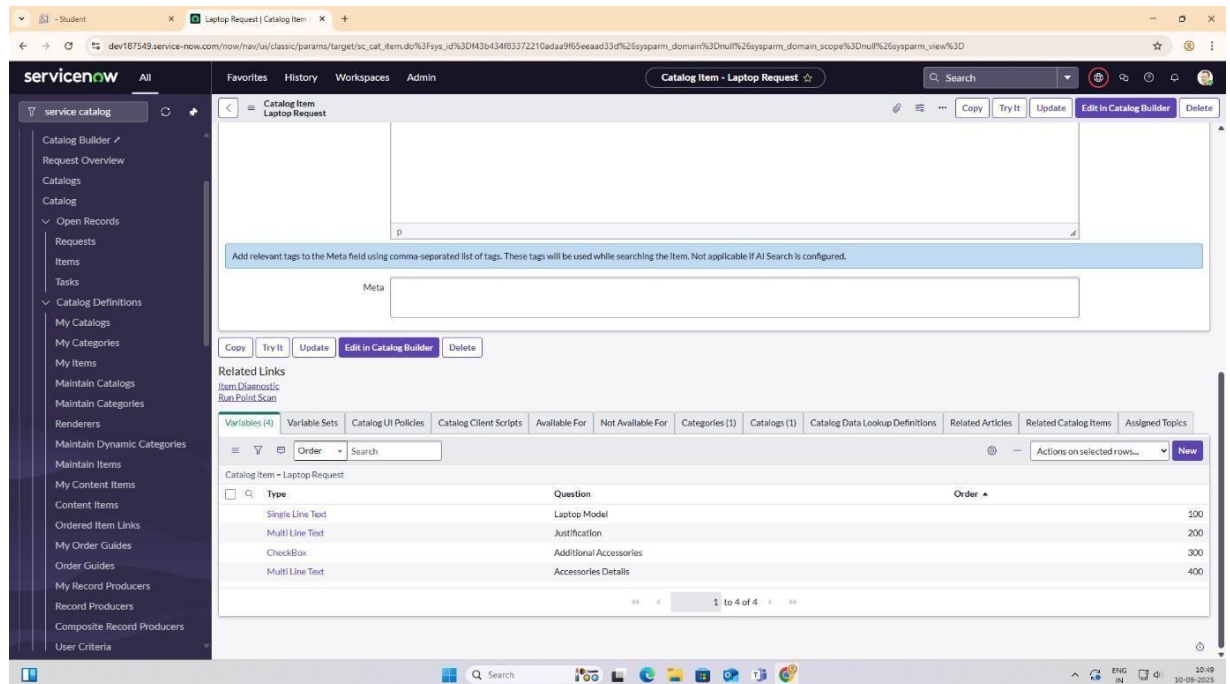 - Student
Laptop Request | Catalog Item
dev187549.service-now.com/now/nav/ui/classic/params/target/sc_cat_item.do%3Fsys_id%3Df43b434f83372210adaa9f65eeaad33d%26sysparm_domain%3Dnull%26sysparm_domain_scope%3Dnull%26sysparm_view%3D
servicenow All Favorites History Workspaces Admin Catalog Item - Laptop Request Search
service catalog
Catalog Item
Laptop Request
Copy Try It Update Edit in Catalog Builder Delete
Catalog Builder
Request Overview
Catalogs
Catalog
Open Records
Requests
Items
Tasks
Catalog Definitions
My Catalogs
My Categories
My Items
Maintain Catalogs
Maintain Categories
Renderers
Maintain Dynamic Categories
Maintain Items
My Content Items
Content Items
Ordered Item Links
My Order Guides
Order Guides
My Record Producers
Record Producers
Composite Record Producers
User Criteria
p
Add relevant tags to the Meta field using comma-separated list of tags. These tags will be used while searching the item. Not applicable if AI Search is configured.
Meta
Copy Try It Update Edit in Catalog Builder Delete
Related Links
Item Diagnostic
Run Point Scan
Variables (4) Variable Sets Catalog UI Policies Catalog Client Scripts Available For Not Available For Categories (1) Catalogs (1) Catalog Data Lookup Definitions Related Articles Related Catalog Items Assigned Topics
Order Search Actions on selected rows... New
Catalog item = Laptop Request
Type Question Order
Single Line Text Laptop Model 100
Multi Line Text Justification 200
CheckBox Additional Accessories 300
Multi Line Text Accessories Details 400
1 to 4 of 4
Search
ENG
IN
10:49
10-09-2025